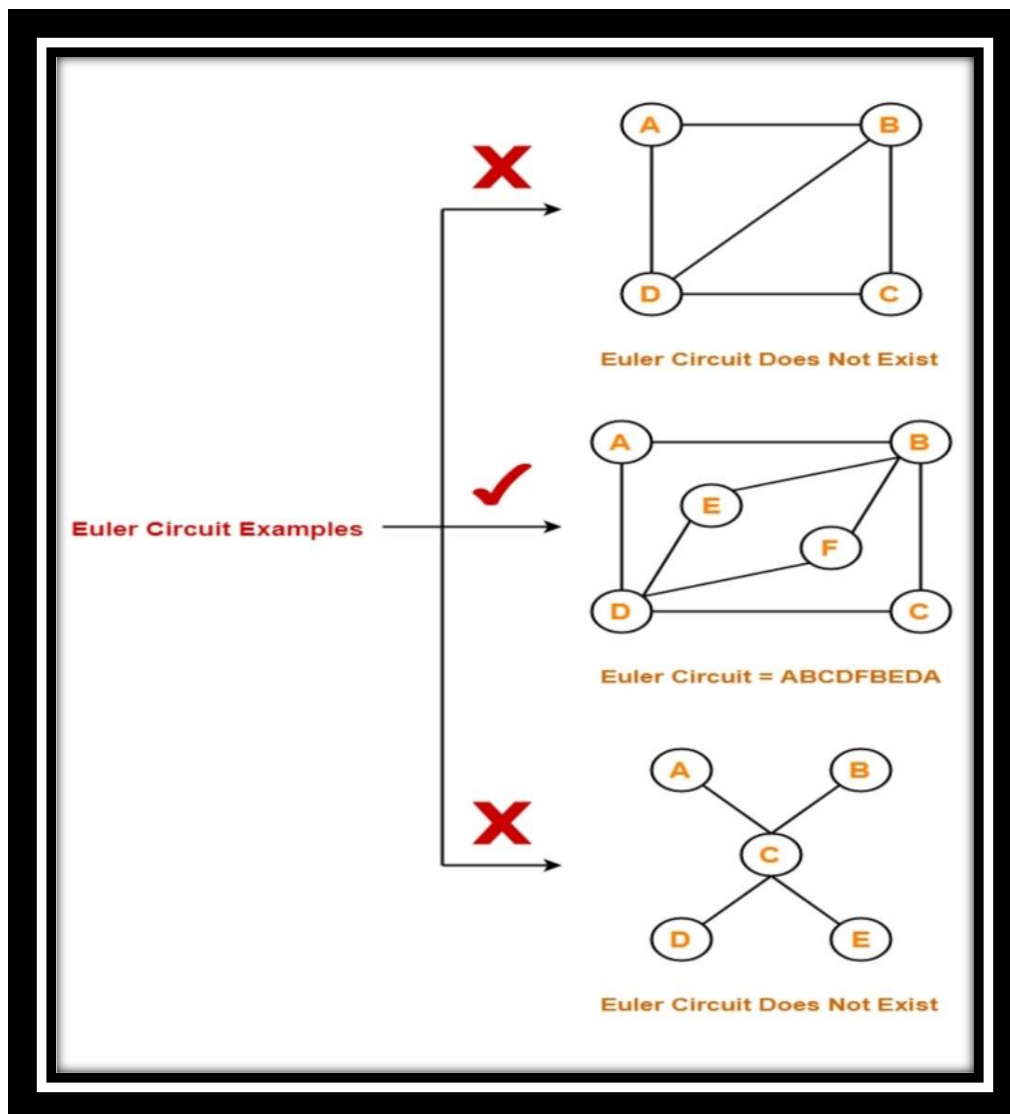 A B
D C
Euler Circuit Does Not Exist
A B
E
F
Euler Circuit Examples
D C
Euler Circuit = ABCDFBEDA
A B
C
D E
Euler Circuit Does Not Exist